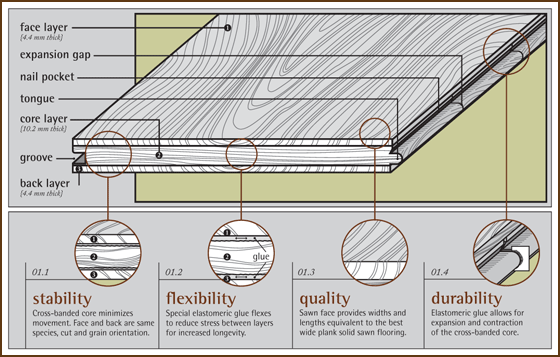 face layer
[4.4 mm thick]
expansion gap
nail pocket
tongue
core layer
[10.2 mm thick]
groove
back layer
[4.4 mm thick]
1
2
3
1
2
3
1
2
3
glue
01.1
stability
Cross-banded core minimizes
movement. Face and back are same
species, cut and grain orientation.
01.2
flexibility
Special elastomeric glue flexes
to reduce stress between layers
for increased longevity.
01.3
quality
Sawn face provides widths and
lengths equivalent to the best
wide plank solid sawn flooring.
01.4
durability
Elastomeric glue allows for
expansion and contraction
of the cross-banded core.